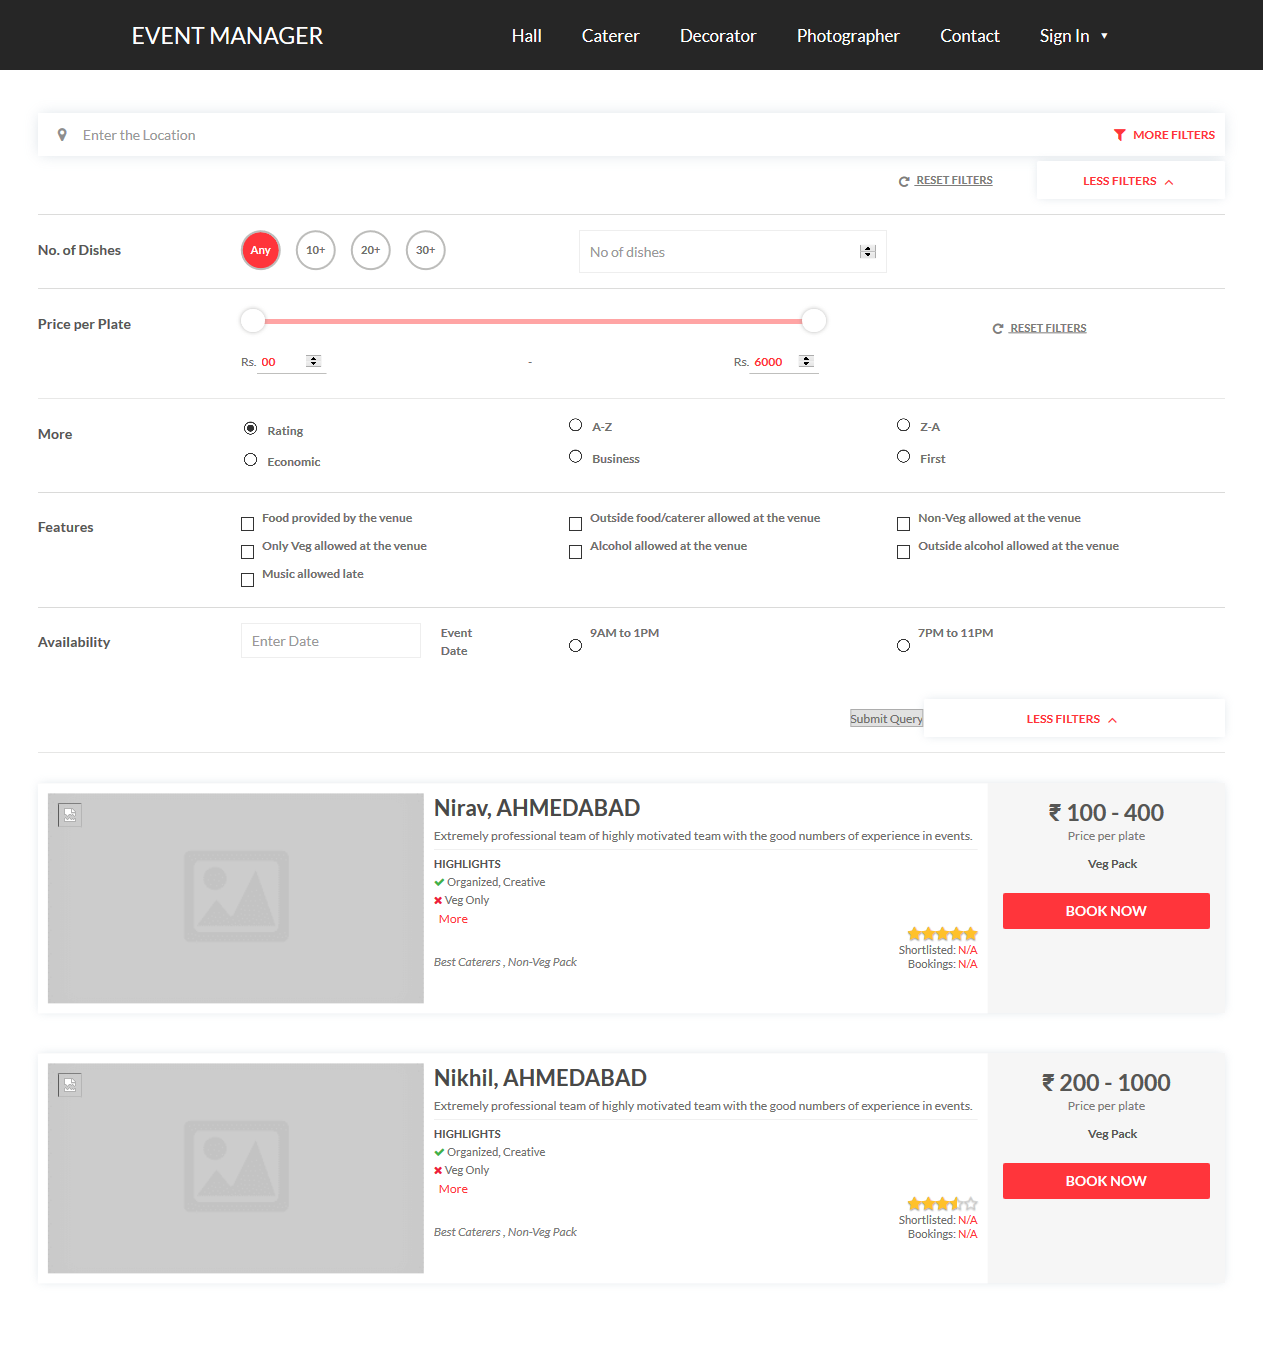 EVENT MANAGER Hall Caterer Decorator Photographer Contact Sign In ▼
Enter the Location MORE FILTERS
RESET FILTERS LESS FILTERS
No. of Dishes Any 10+ 20+ 30+ No of dishes
Price per Plate RESET FILTERS
Rs. 00 - Rs. 6000
More Rating A-Z Z-A
Economic Business First
Features Food provided by the venue Outside food/caterer allowed at the venue Non-Veg allowed at the venue
Only Veg allowed at the venue Alcohol allowed at the venue Outside alcohol allowed at the venue
Music allowed late
Availability Enter Date Event Date 9AM to 1PM 7PM to 11PM
Submit Query LESS FILTERS
Nirav, AHMEDABAD
Extremely professional team of highly motivated team with the good numbers of experience in events.
HIGHLIGHTS
Organized, Creative
Veg Only
More
Shortlisted: N/A
Best Caterers , Non-Veg Pack
Bookings: N/A
₹ 100 - 400
Price per plate
Veg Pack
BOOK NOW
Nikhil, AHMEDABAD
Extremely professional team of highly motivated team with the good numbers of experience in events.
HIGHLIGHTS
Organized, Creative
Veg Only
More
Shortlisted: N/A
Best Caterers , Non-Veg Pack
Bookings: N/A
₹ 200 - 1000
Price per plate
Veg Pack
BOOK NOW